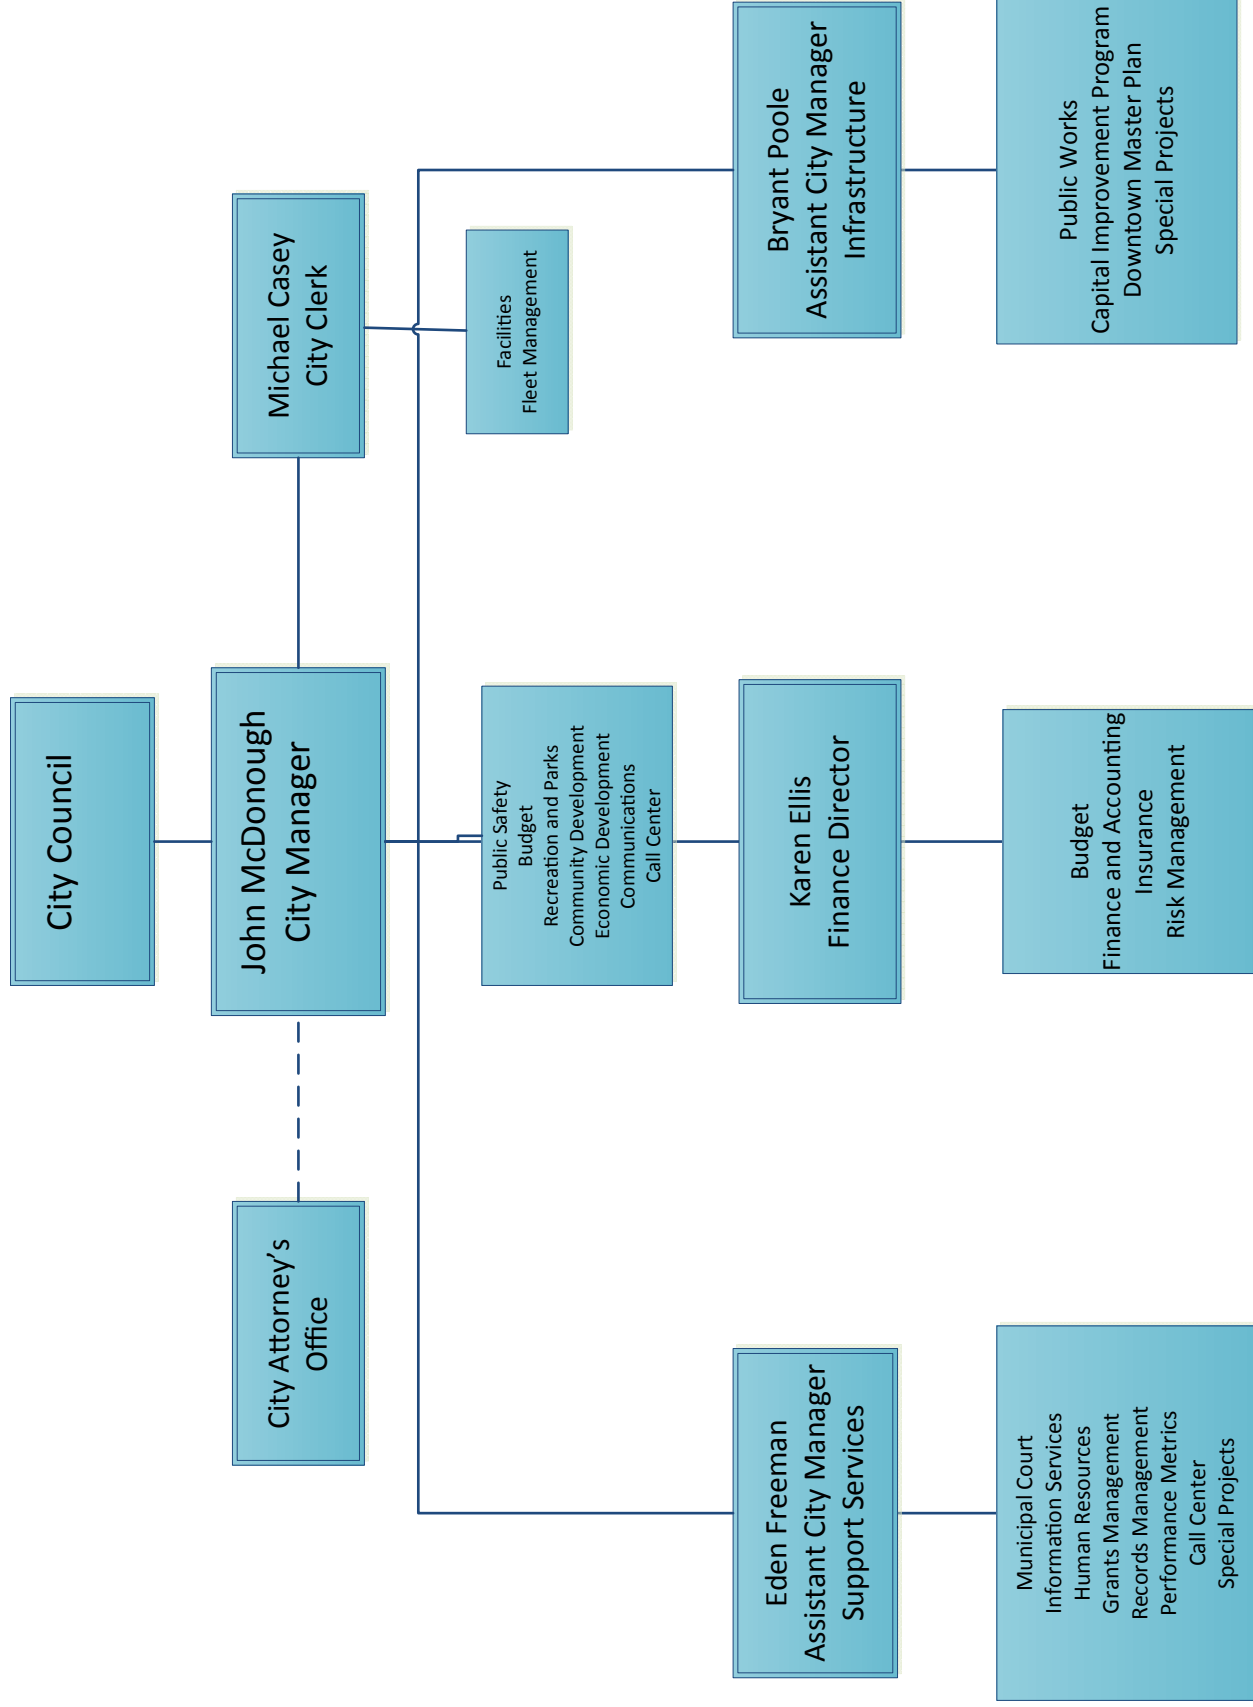 City Council
City Attorney's
Office
John McDonough
City Manager
Michael Casey
City Clerk
Facilities
Fleet Management
Public Safety
Budget
Recreation and Parks
Community Development
Economic Development
Communications
Call Center
Eden Freeman
Assistant City Manager
Support Services
Karen Ellis
Finance Director
Bryant Poole
Assistant City Manager
Infrastructure
Municipal Court
Information Services
Human Resources
Grants Management
Records Management
Performance Metrics
Call Center
Special Projects
Budget
Finance and Accounting
Insurance
Risk Management
Public Works
Capital Improvement Program
Downtown Master Plan
Special Projects